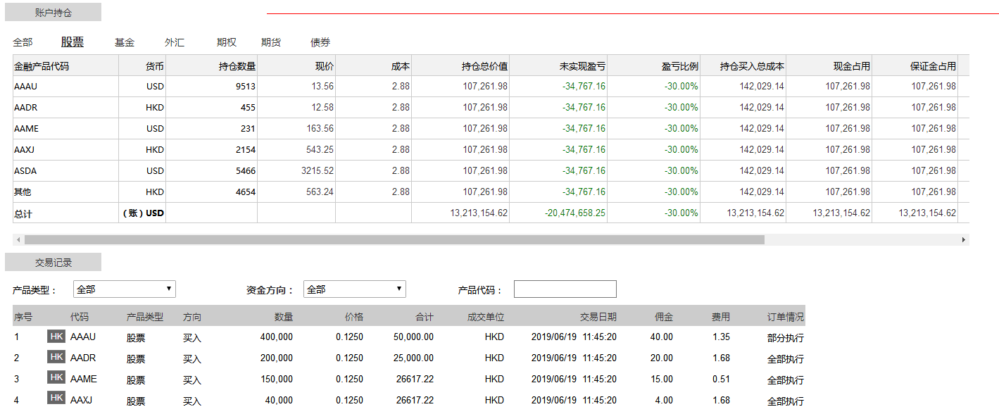 账户持仓
全部 股票 基金 外汇 期权 期货 债券
金融产品代码 货币 持仓数量 现价 成本 持仓总价值 未实现盈亏 盈亏比例 持仓买入总成本 现金占用 保证金占用
AAAU USD 9513 13.56 2.88 107,261.98 -34,767.16 -30.00% 142,029.14 107,261.98 107,261.98
AADR HKD 455 12.58 2.88 107,261.98 -34,767.16 -30.00% 142,029.14 107,261.98 107,261.98
AAME USD 231 163.56 2.88 107,261.98 -34,767.16 -30.00% 142,029.14 107,261.98 107,261.98
AAXJ HKD 2154 543.25 2.88 107,261.98 -34,767.16 -30.00% 142,029.14 107,261.98 107,261.98
ASDA USD 5466 3215.52 2.88 107,261.98 -34,767.16 -30.00% 142,029.14 107,261.98 107,261.98
其他 HKD 4654 563.24 2.88 107,261.98 -34,767.16 -30.00% 142,029.14 107,261.98 107,261.98
总计 （账）USD 13,213,154.62 -20,474,658.25 -30.00% 13,213,154.62 13,213,154.62 13,213,154.62
交易记录
产品类型： 全部 资金方向： 全部 产品代码：
序号 代码 产品类型 方向 数量 价格 合计 成交单位 交易日期 佣金 费用 订单情况
1 HK AAAU 股票 买入 400,000 0.1250 50,000.00 HKD 2019/06/19 11:45:20 40.00 1.35 部分执行
2 HK AADR 股票 买入 200,000 0.1250 25,000.00 HKD 2019/06/19 11:45:20 20.00 1.68 全部执行
3 HK AAME 股票 买入 150,000 0.1250 26617.22 HKD 2019/06/19 11:45:20 15.00 0.51 全部执行
4 HK AAXJ 股票 买入 40,000 0.1250 26617.22 HKD 2019/06/19 11:45:20 4.00 1.68 全部执行